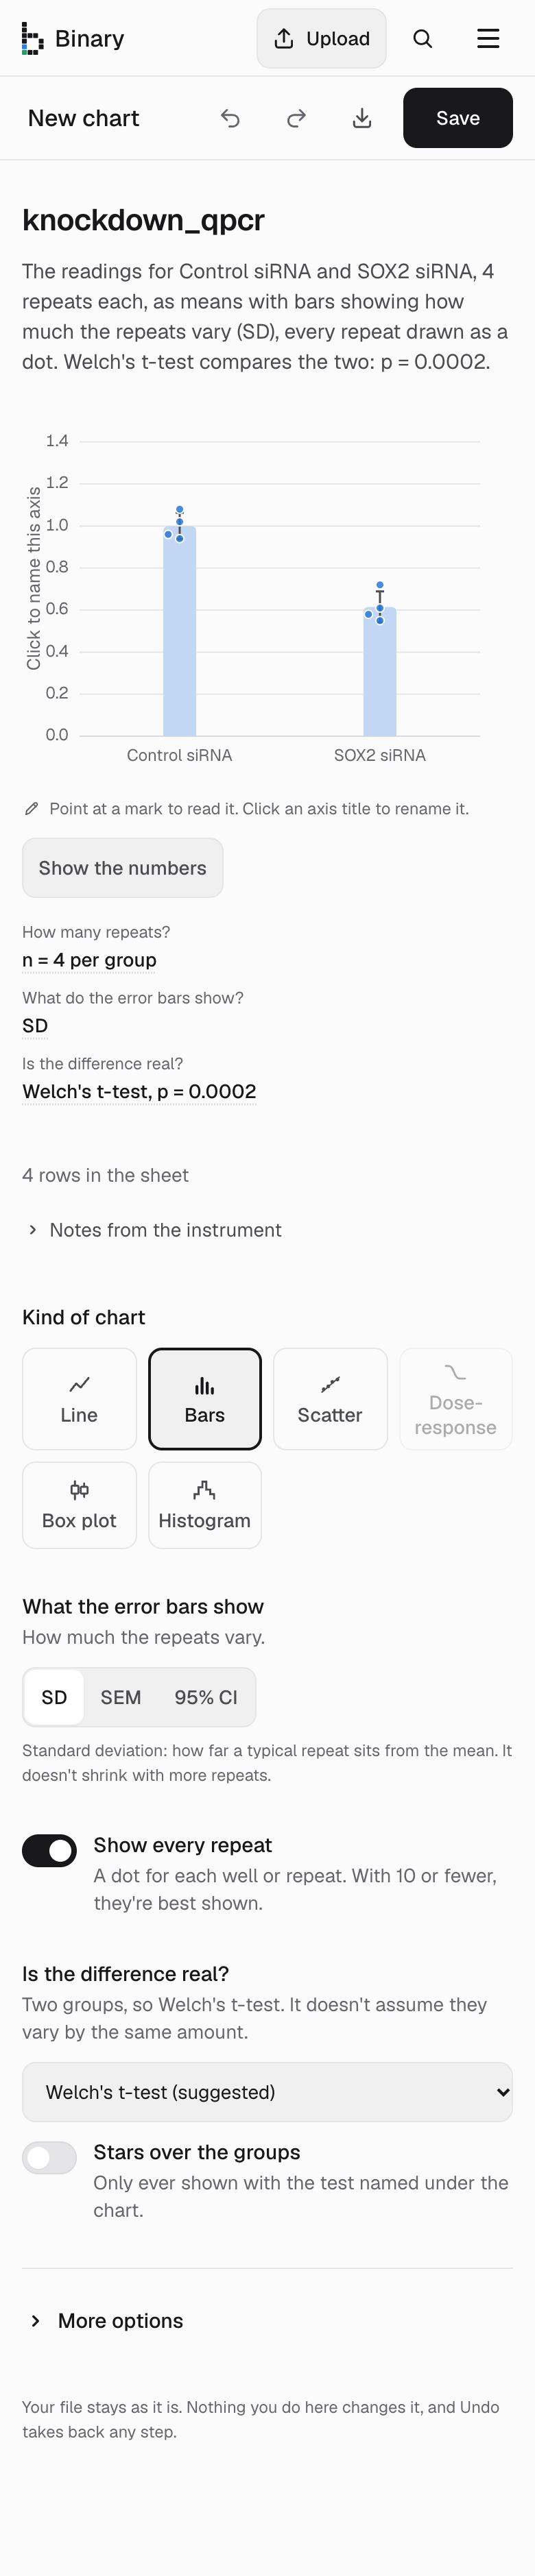 Binary
Upload
New chart
Save
knockdown_qpcr
The readings for Control siRNA and SOX2 siRNA, 4
repeats each, as means with bars showing how
much the repeats vary (SD), every repeat drawn as a
dot. Welch's t-test compares the two: p = 0.0002.
Click to name this axis
1.4
1.2
1.0
0.8
0.6
0.4
0.2
0.0
Control siRNA
SOX2 siRNA
Point at a mark to read it. Click an axis title to rename it.
Show the numbers
How many repeats?
n = 4 per group
What do the error bars show?
SD
Is the difference real?
Welch's t-test, p = 0.0002
4 rows in the sheet
Notes from the instrument
Kind of chart
Line
Bars
Scatter
Dose-
response
Box plot
Histogram
What the error bars show
How much the repeats vary.
SD
SEM
95% CI
Standard deviation: how far a typical repeat sits from the mean. It
doesn't shrink with more repeats.
Show every repeat
A dot for each well or repeat. With 10 or fewer,
they're best shown.
Is the difference real?
Two groups, so Welch's t-test. It doesn't assume they
vary by the same amount.
Welch's t-test (suggested)
Stars over the groups
Only ever shown with the test named under the
chart.
More options
Your file stays as it is. Nothing you do here changes it, and Undo
takes back any step.